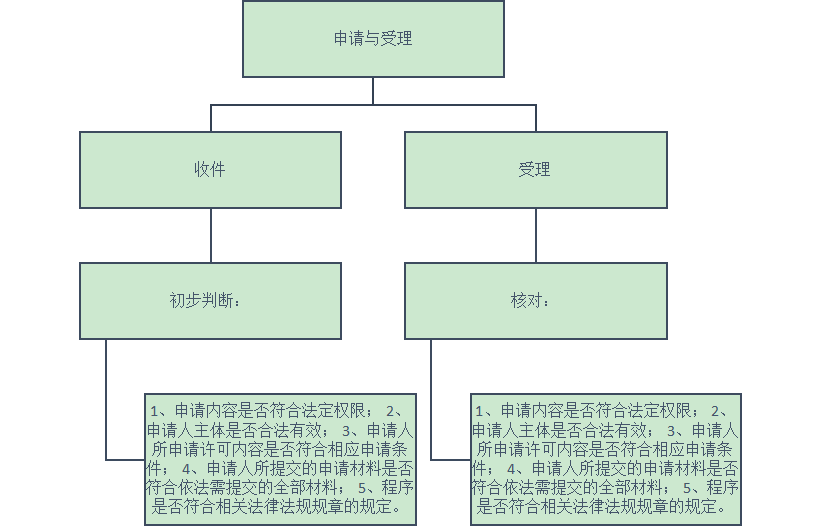 申请与受理
收件
受理
初步判断：
核对：
1、申请内容是否符合法定权限； 2、
申请人主体是否合法有效； 3、申请人
所申请许可内容是否符合相应申请条
件； 4、申请人所提交的申请材料是否
符合依法需提交的全部材料； 5、程序
是否符合相关法律法规规章的规定。
1、申请内容是否符合法定权限； 2、
申请人主体是否合法有效； 3、申请人
所申请许可内容是否符合相应申请条
件； 4、申请人所提交的申请材料是否
符合依法需提交的全部材料； 5、程序
是否符合相关法律法规规章的规定。